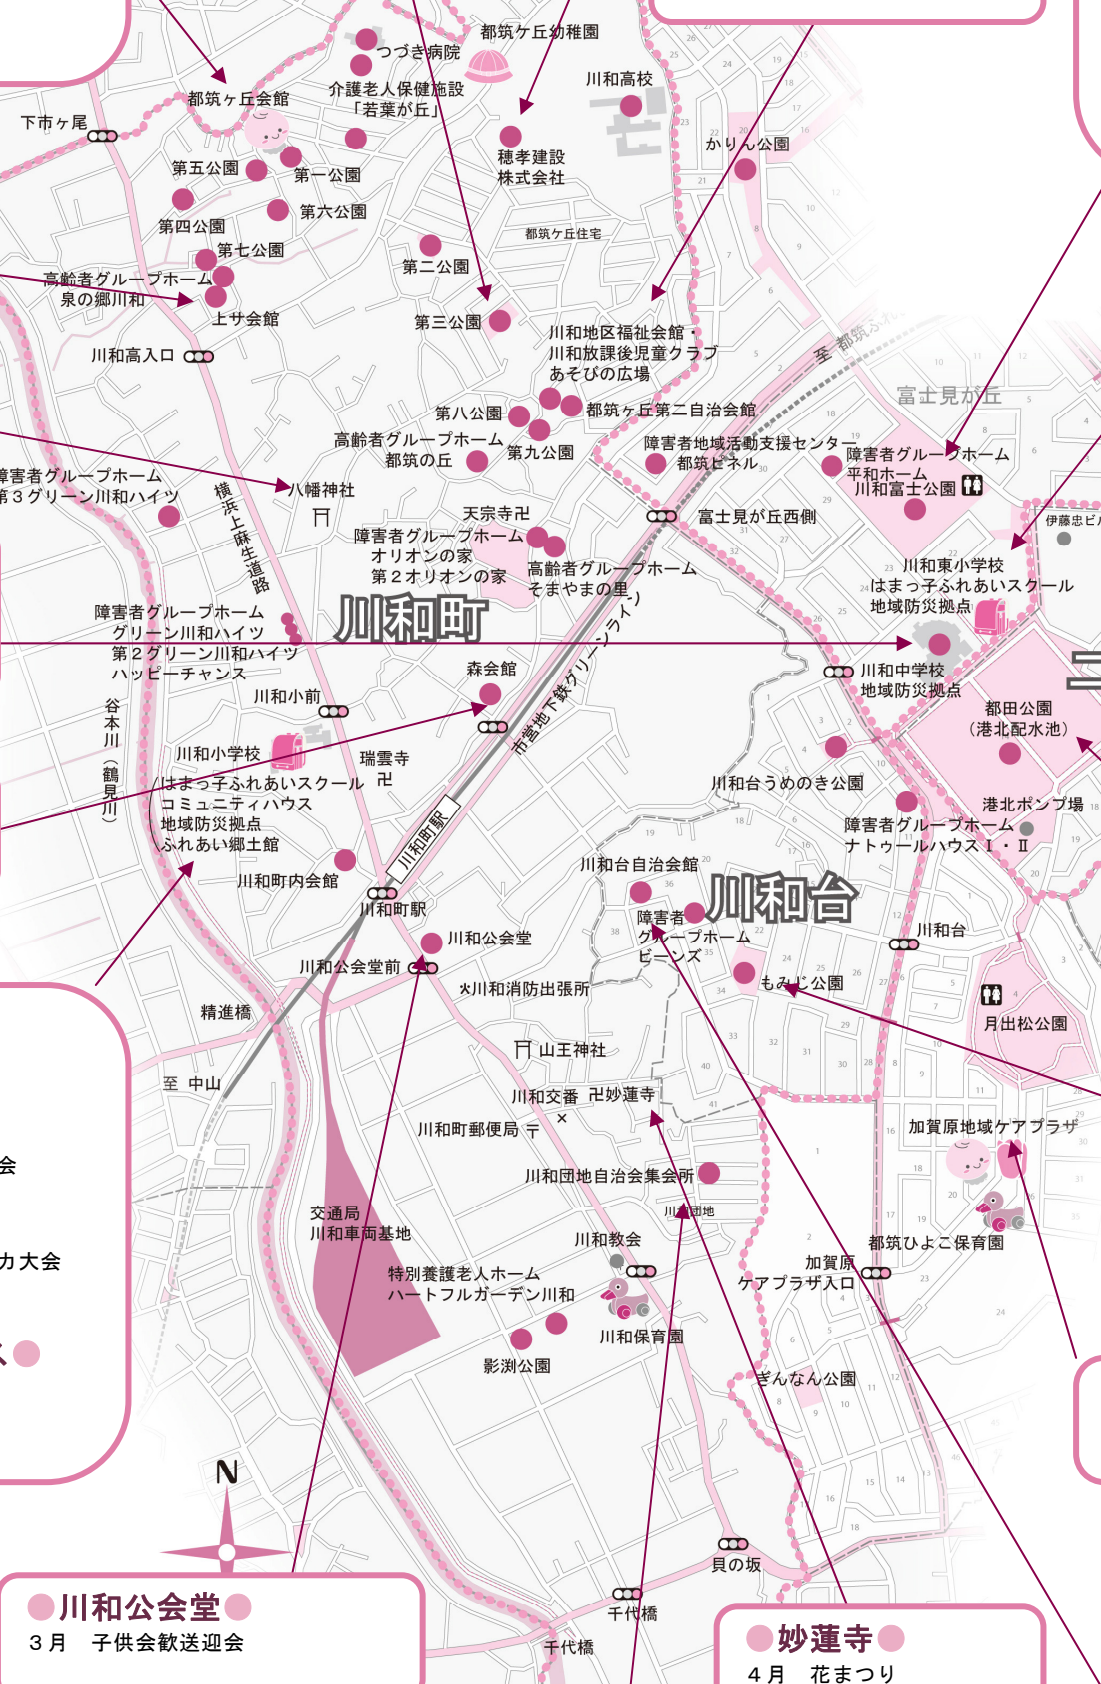 都筑ケ丘幼稚園
つづき病院
川和高校
介護老人保健施設
「若葉が丘」
都筑ヶ丘会館
下市ヶ尾
かりん公園
穂孝建設
株式会社
第五公園
第一公園
第四公園
第六公園
都筑ケ丘住宅
第七公園
第二公園
高齢者グループホーム
泉の郷川和
上サ会館
第三公園
川和地区福祉会館・
川和放課後児童クラブ
あそびの広場
至 都筑ふれ
川和高入口
富士見が丘
第八公園
都筑ヶ丘第二自治会館
高齢者グループホーム
都筑の丘
第九公園
障害者地域活動支援センター
都筑ピネル
障害者グループホーム
平和ホーム
川和富士公園
障害者グループホーム
第３グリーン川和ハイツ
八幡神社
横浜上麻生道路
天宗寺卍
富士見が丘西側
伊藤忠ビル
障害者グループホーム
オリオンの家
第２オリオンの家
高齢者グループホーム
そまやまの里
川和東小学校
はまっ子ふれあいスクール
地域防災拠点
川和町
障害者グループホーム
グリーン川和ハイツ
第２グリーン川和ハイツ
ハッピーチャンス
森会館
市営地下鉄グリーンライン)
川和中学校
地域防災拠点
川和小前
谷本川（鶴見川）
都田公園
（港北配水池）
川和小学校
はまっ子ふれあいスクール
コミュニティハウス
地域防災拠点
ふれあい郷土館
瑞雲寺
卍
川和台うめのき公園
港北ポンプ場
障害者グループホーム
ナトゥールハウスⅠ・Ⅱ
川和町駅
川和町内会館
川和台自治会館
川和台
川和町駅
障害者
グループホーム
ビーンズ
川和台
川和公会堂
川和公会堂前
もみじ公園
川和消防出張所
精進橋
月出松公園
山王神社
至 中山
川和交番
卍妙蓮寺
川和町郵便局〒
加賀原地域ケアプラザ
川和団地自治会集会所
川和団地
交通局
川和車両基地
川和教会
都筑ひよこ保育園
加賀原
ケアプラザ入口
特別養護老人ホーム
ハートフルガーデン川和
川和保育園
影渕公園
ぎんなん公園
会
カ大会
N
貝の坂
千代橋
千代橋
川和公会堂
３月　子供会歓送迎会
妙蓮寺
４月　花まつり